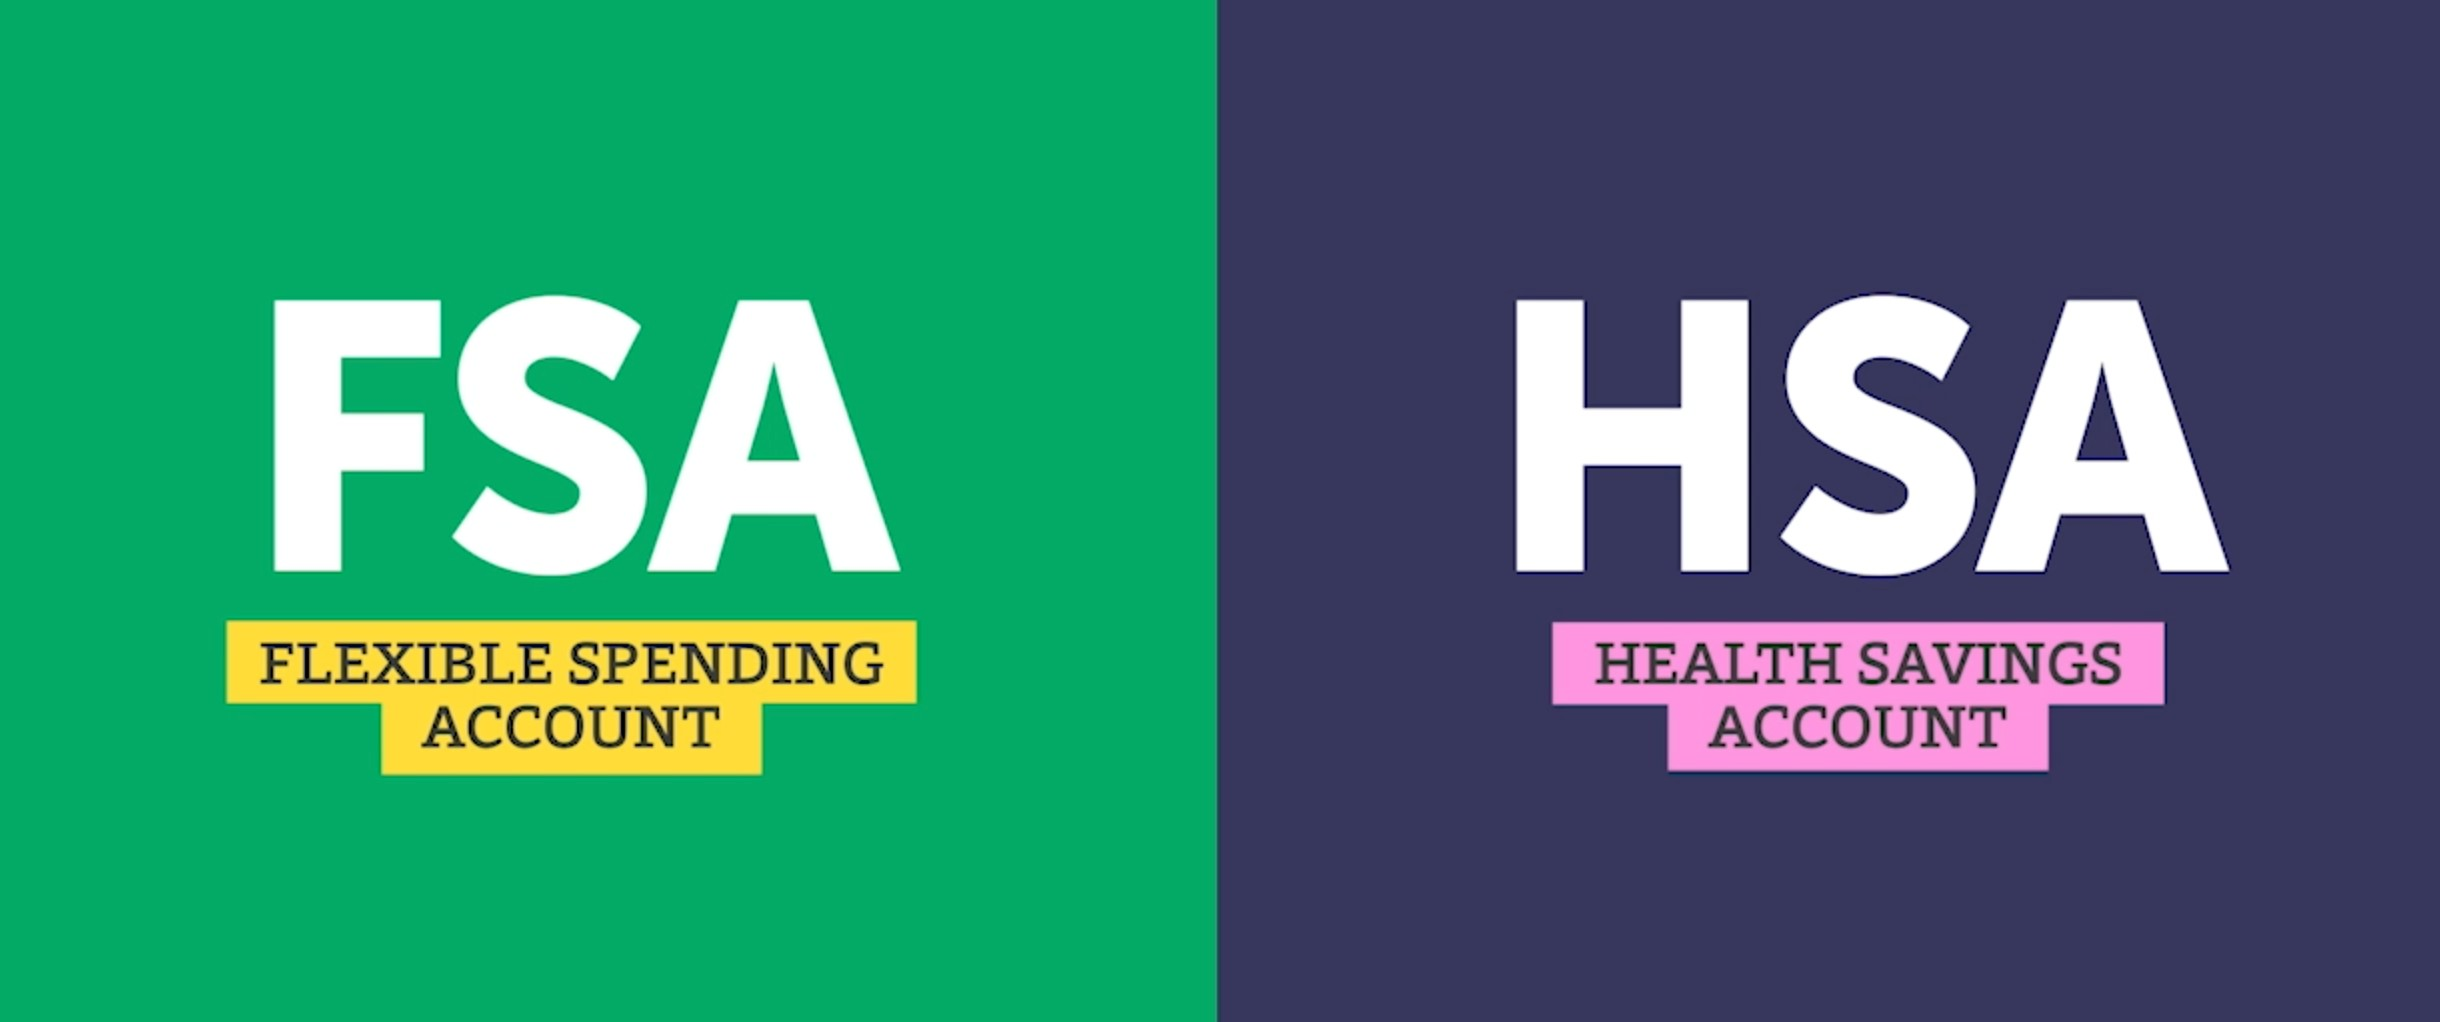 FSA
FLEXIBLE SPENDING
ACCOUNT
HSA
HEALTH SAVINGS
ACCOUNT